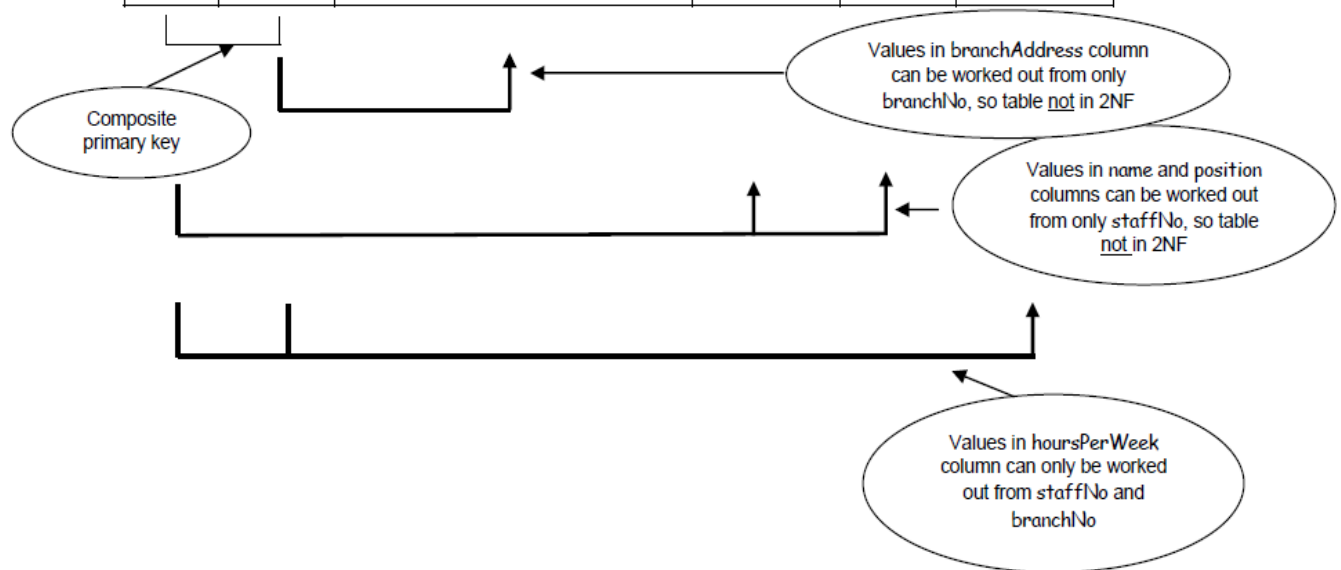 Values in branchAddress column
can be worked out from only
branchNo, so table not in 2NF
Composite
primary key
Values in name and position
columns can be worked out
from only staffNo, so table
not in 2NF
Values in hoursPerWeek
column can only be worked
out from staffNo and
branchNo